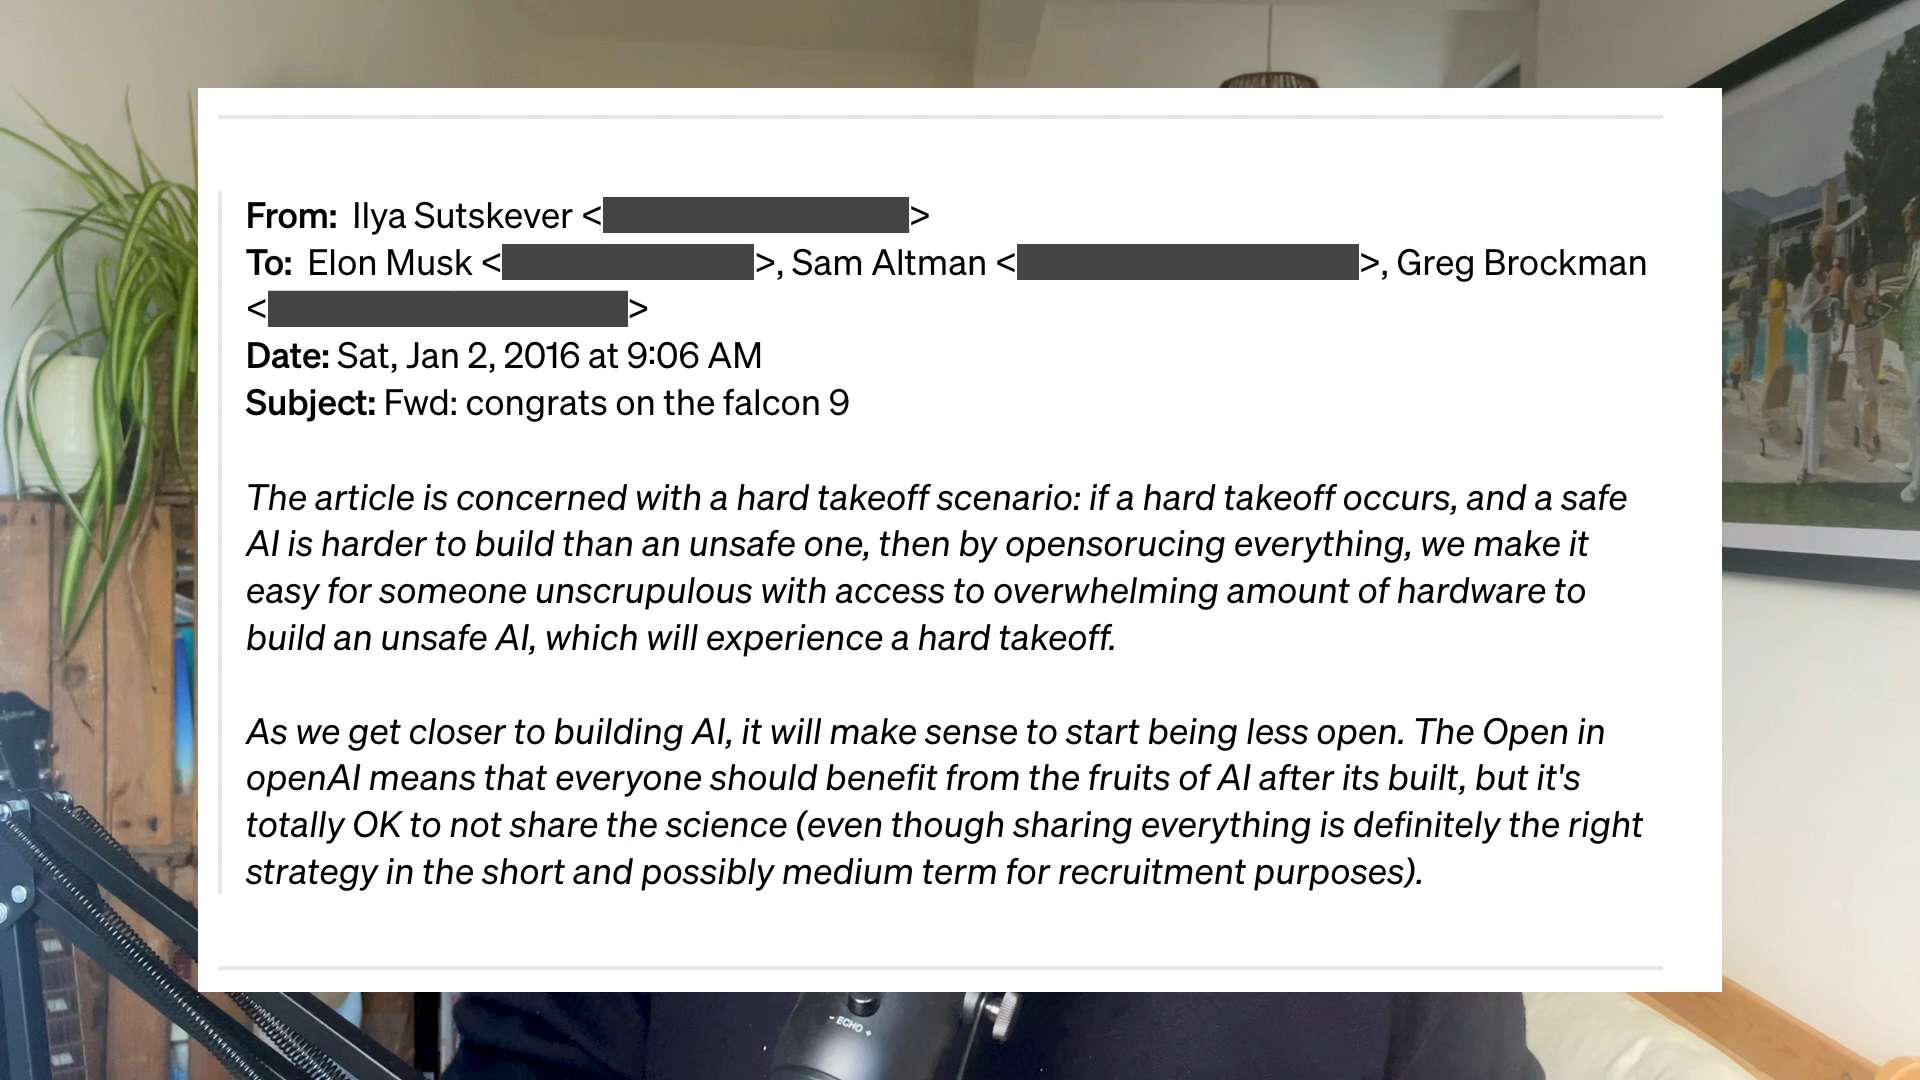 From: Ilya Sutskever < >
To: Elon Musk < >, Sam Altman < >, Greg Brockman
< >
Date: Sat, Jan 2, 2016 at 9:06 AM
Subject: Fwd: congrats on the falcon 9
The article is concerned with a hard takeoff scenario: if a hard takeoff occurs, and a safe
AI is harder to build than an unsafe one, then by opensorucing everything, we make it
easy for someone unscrupulous with access to overwhelming amount of hardware to
build an unsafe AI, which will experience a hard takeoff.
As we get closer to building AI, it will make sense to start being less open. The Open in
openAI means that everyone should benefit from the fruits of AI after its built, but it's
totally OK to not share the science (even though sharing everything is definitely the right
strategy in the short and possibly medium term for recruitment purposes).
- ECHO +